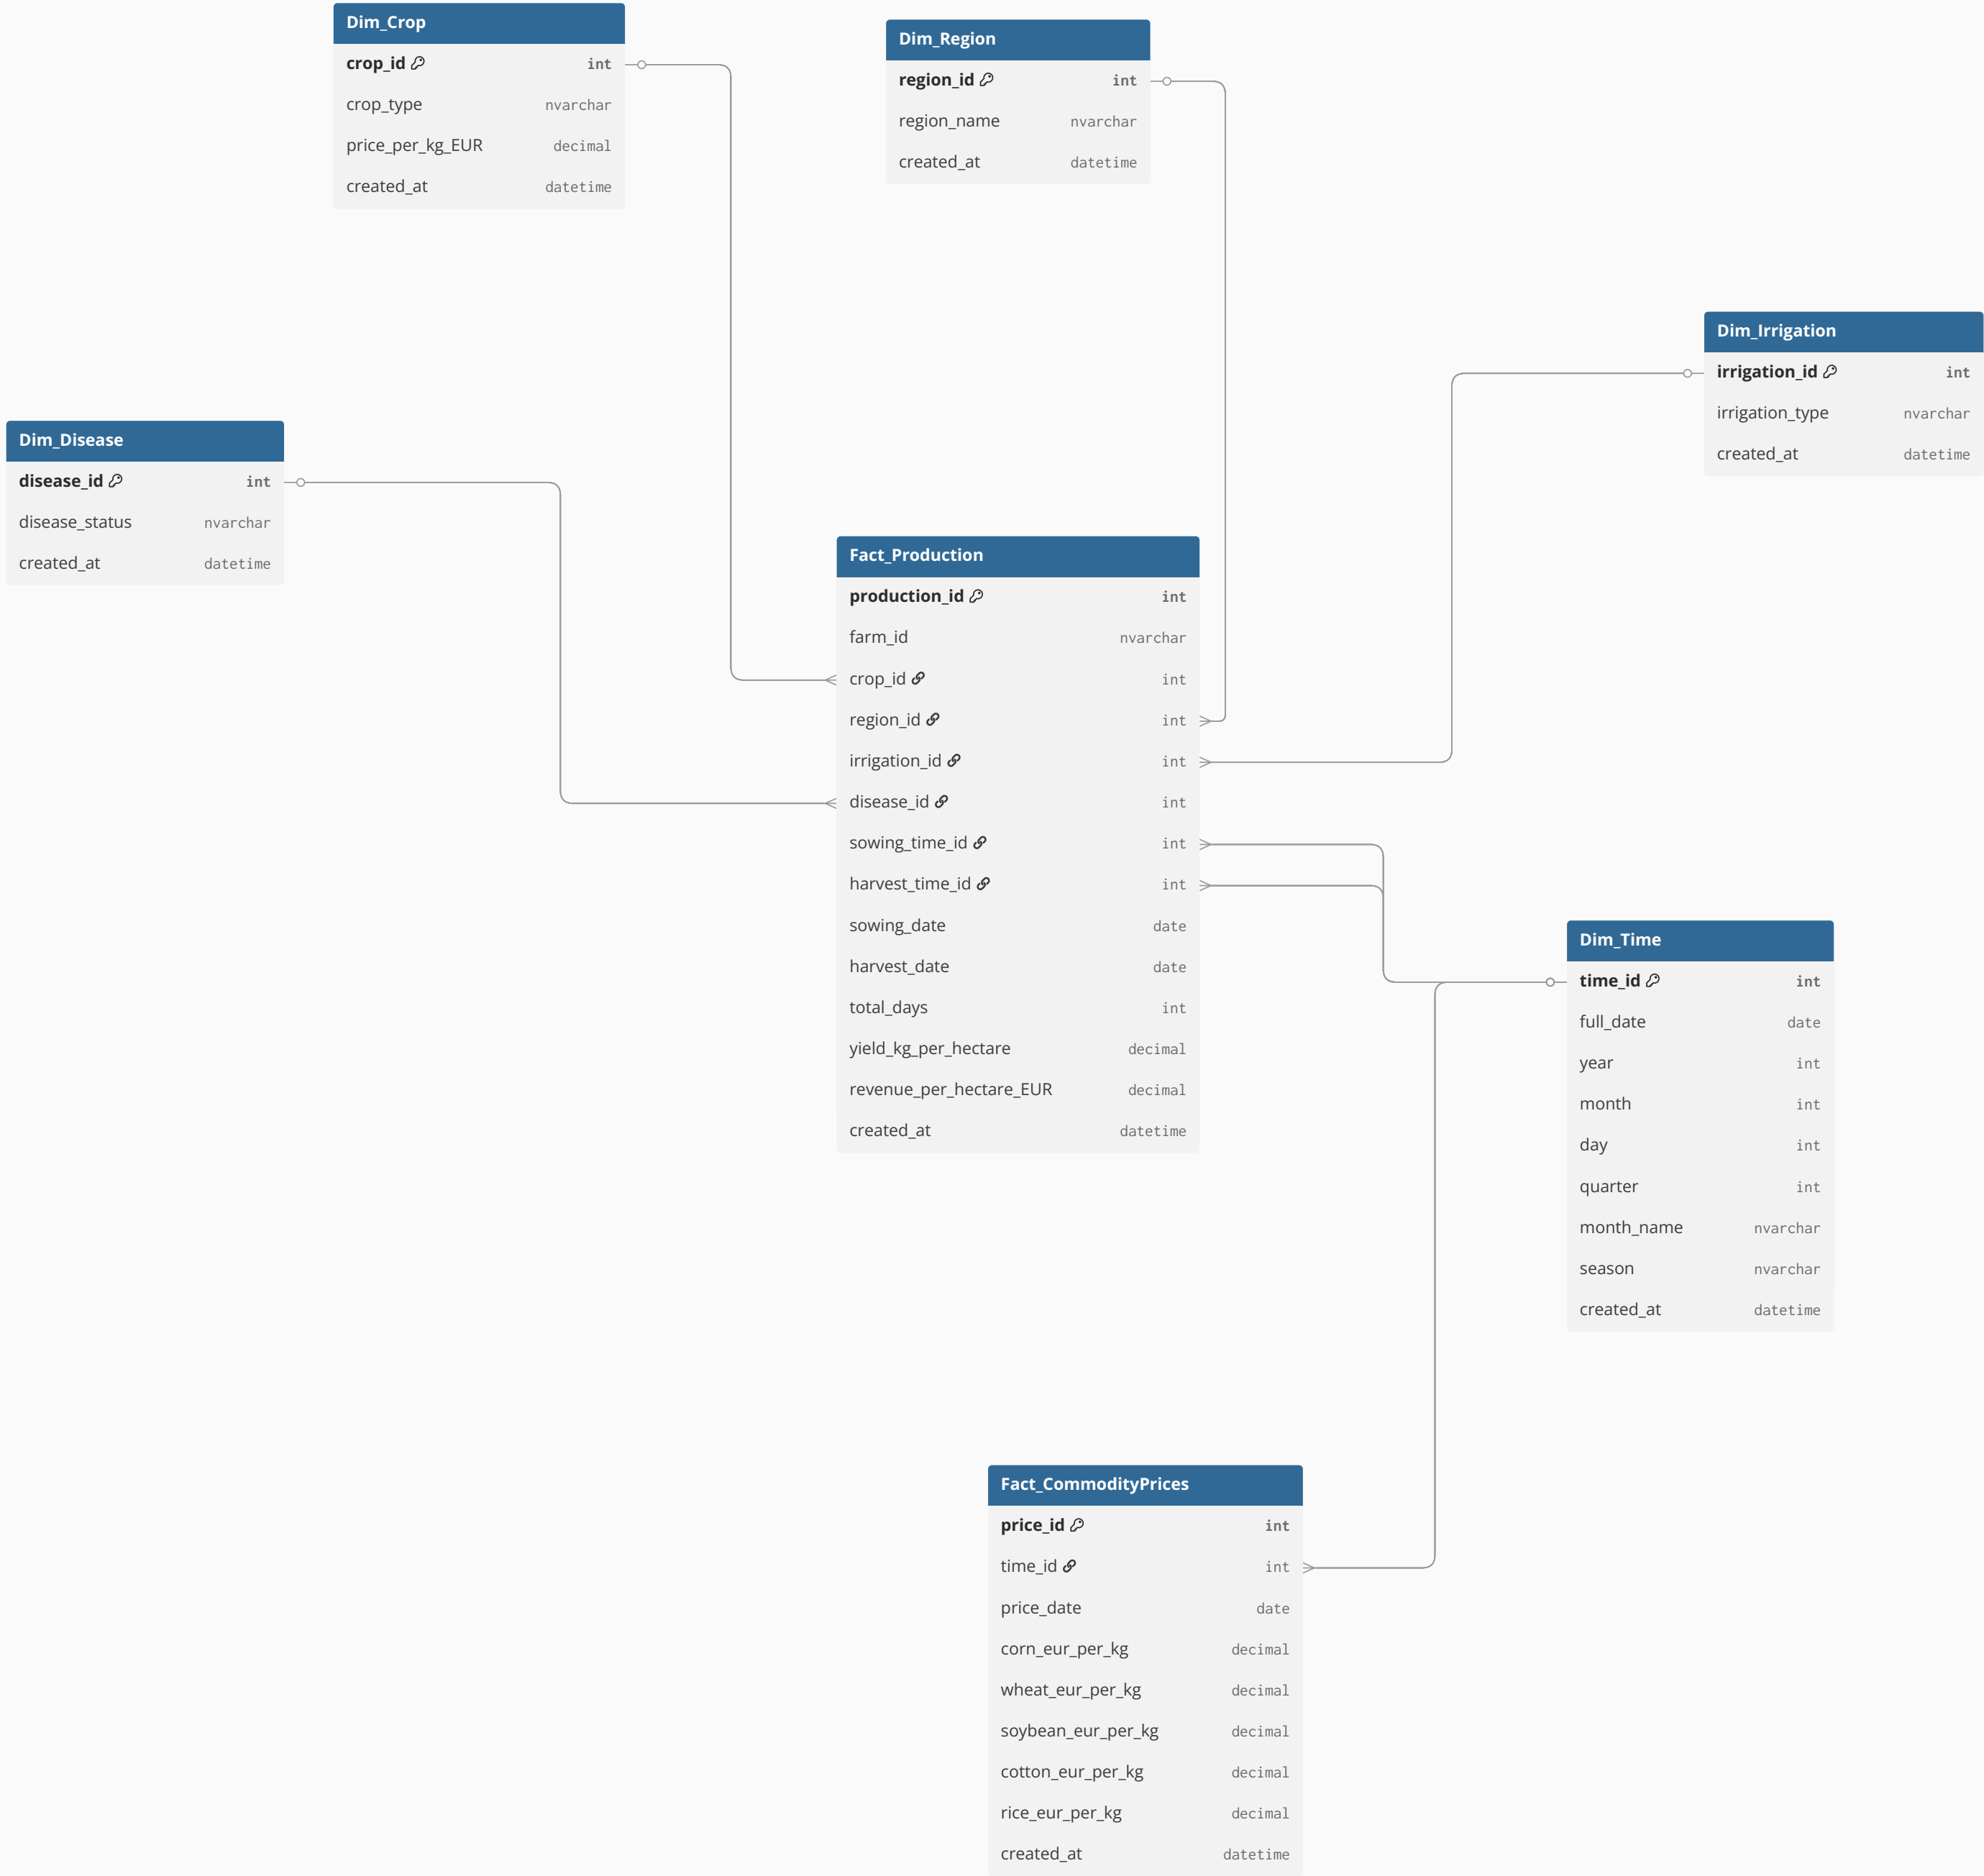 Dim_Crop
crop_id int
crop_type nvarchar
price_per_kg_EUR decimal
created_at datetime
Dim_Region
region_id int
region_name nvarchar
created_at datetime
Dim_Irrigation
irrigation_id int
irrigation_type nvarchar
created_at datetime
Dim_Disease
disease_id int
disease_status nvarchar
created_at datetime
Fact_Production
production_id int
farm_id nvarchar
crop_id int
region_id int
irrigation_id int
disease_id int
sowing_time_id int
harvest_time_id int
sowing_date date
harvest_date date
total_days int
yield_kg_per_hectare decimal
revenue_per_hectare_EUR decimal
created_at datetime
Dim_Time
time_id int
full_date date
year int
month int
day int
quarter int
month_name nvarchar
season nvarchar
created_at datetime
Fact_CommodityPrices
price_id int
time_id int
price_date date
corn_eur_per_kg decimal
wheat_eur_per_kg decimal
soybean_eur_per_kg decimal
cotton_eur_per_kg decimal
rice_eur_per_kg decimal
created_at datetime